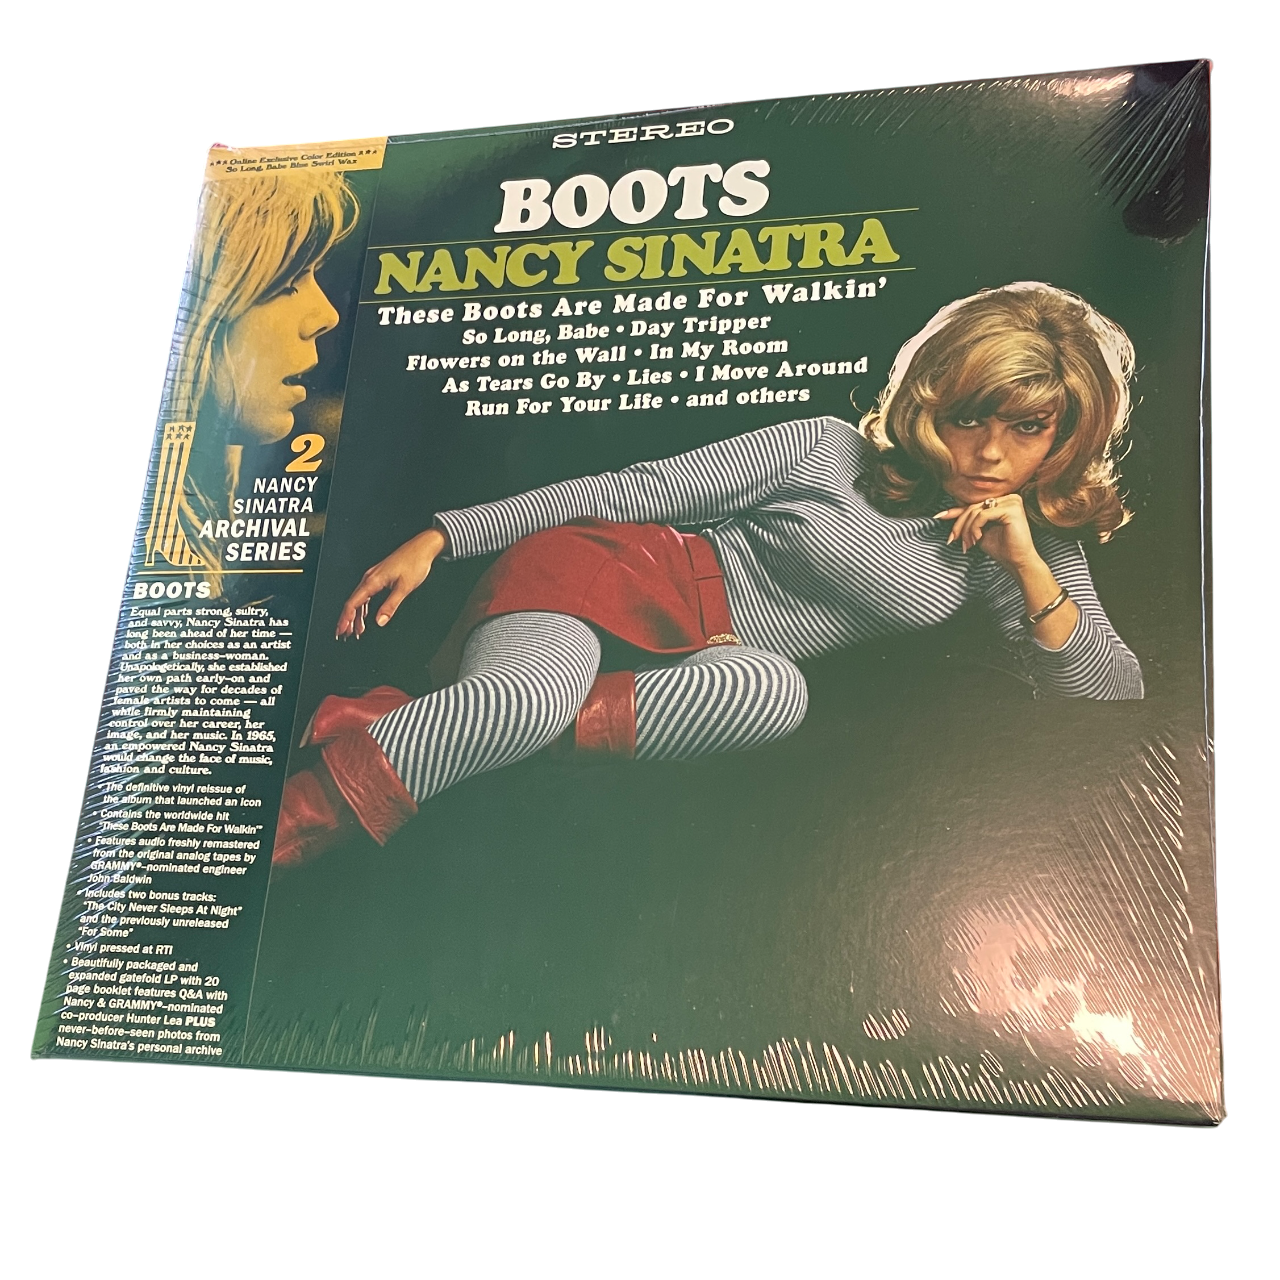 STEREO
BOOTS
NANCY SINATRA
These Boots Are Made For Walkin'
So Long, Babe • Day Tripper
Flowers on the Wall • In My Room
As Tears Go By • Lies • I Move Around
Run For Your Life • and others
★★★ Online Exclusive Color Edition ★★★
So Long, Babe Blue Swirl Wax
2
NANCY
SINATRA
ARCHIVAL
SERIES
BOOTS
Equal parts strong, sultry,
and savvy, Nancy Sinatra has
long been ahead of her time —
both in her choices as an artist
and as a business-woman.
Unapologetically, she established
her own path early-on and
paved the way for decades of
female artists to come — all
while firmly maintaining
control over her career, her
image, and her music. In 1965,
an empowered Nancy Sinatra
would change the face of music,
fashion and culture.
• The definitive vinyl reissue of
the album that launched an icon
• Contains the worldwide hit
"These Boots Are Made For Walkin'"
• Features audio freshly remastered
from the original analog tapes by
GRAMMY®-nominated engineer
John Baldwin
• Includes two bonus tracks:
"The City Never Sleeps At Night"
and the previously unreleased
"For Some"
• Vinyl pressed at RTI
• Beautifully packaged and
expanded gatefold LP with 20
page booklet features Q&A with
Nancy & GRAMMY®-nominated
co-producer Hunter Lea PLUS
never-before-seen photos from
Nancy Sinatra's personal archive